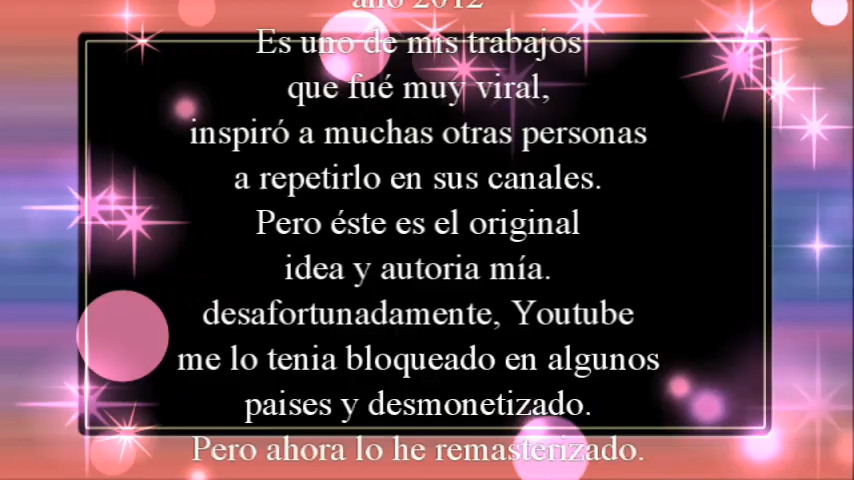 año 2012
Es uno de mis trabajos
que fué muy viral,
inspiró a muchas otras personas
a repetirlo en sus canales.
Pero éste es el original
idea y autoria mía.
desafortunadamente, Youtube
me lo tenia bloqueado en algunos
paises y desmonetizado.
Pero ahora lo he remasterizado.